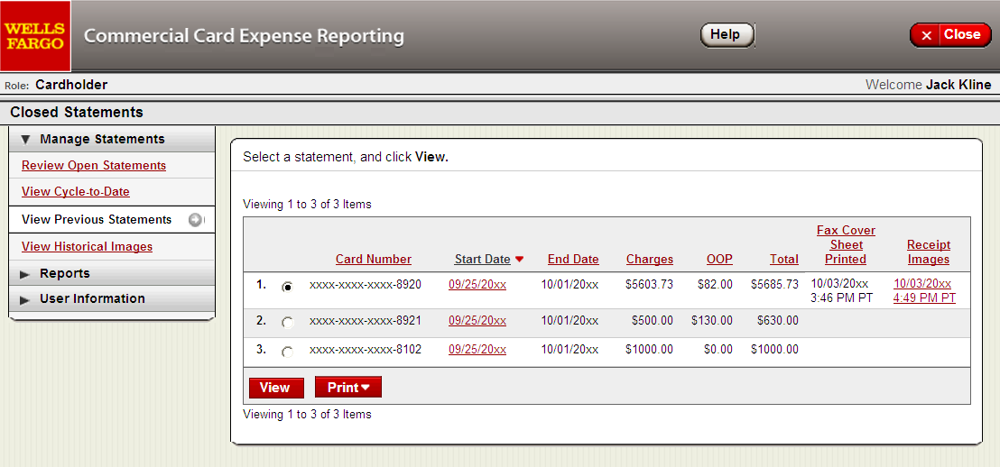 WELLS
FARGO
Commercial Card Expense Reporting
Help
× Close
Role: Cardholder
Welcome Jack Kline
Closed Statements
▼ Manage Statements
Review Open Statements
View Cycle-to-Date
View Previous Statements
View Historical Images
► Reports
► User Information
Select a statement, and click View.
Viewing 1 to 3 of 3 Items
Card Number Start Date ▼ End Date Charges OOP Total Fax Cover Sheet Printed Receipt Images
1. xxxx-xxxx-xxxx-8920 09/25/20xx 10/01/20xx $5603.73 $82.00 $5685.73 10/03/20xx 3:46 PM PT 10/03/20xx 4:49 PM PT
2. xxxx-xxxx-xxxx-8921 09/25/20xx 10/01/20xx $500.00 $130.00 $630.00
3. xxxx-xxxx-xxxx-8102 09/25/20xx 10/01/20xx $1000.00 $0.00 $1000.00
View Print ▼
Viewing 1 to 3 of 3 Items